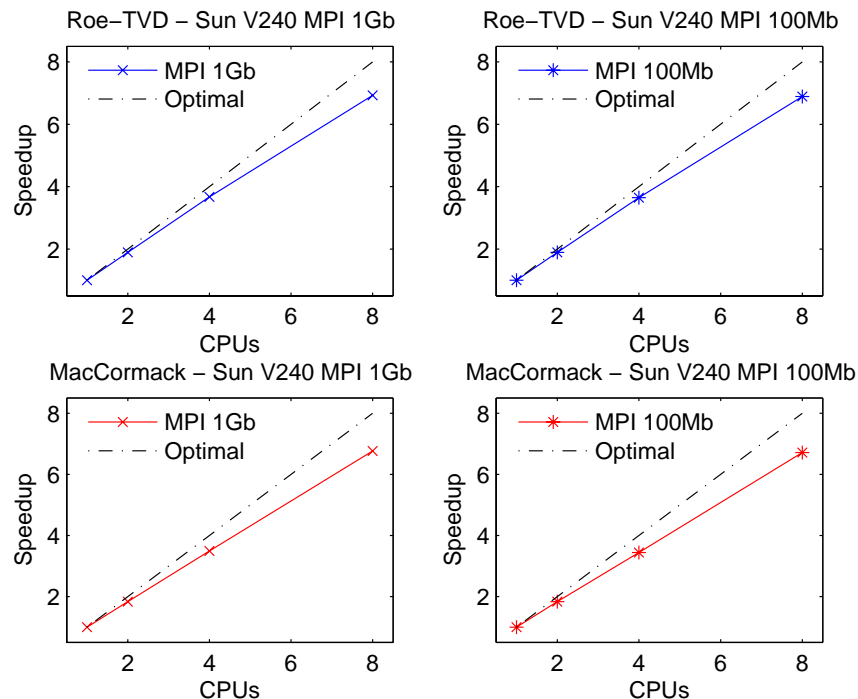 Roe−TVD − Sun V240 MPI 1Gb
8
6
4
2
Speedup
MPI 1Gb
Optimal
2 4 6 8
CPUs
Roe−TVD − Sun V240 MPI 100Mb
8
6
4
2
Speedup
MPI 100Mb
Optimal
2 4 6 8
CPUs
MacCormack − Sun V240 MPI 1Gb
8
6
4
2
Speedup
MPI 1Gb
Optimal
2 4 6 8
CPUs
MacCormack − Sun V240 MPI 100Mb
8
6
4
2
Speedup
MPI 100Mb
Optimal
2 4 6 8
CPUs